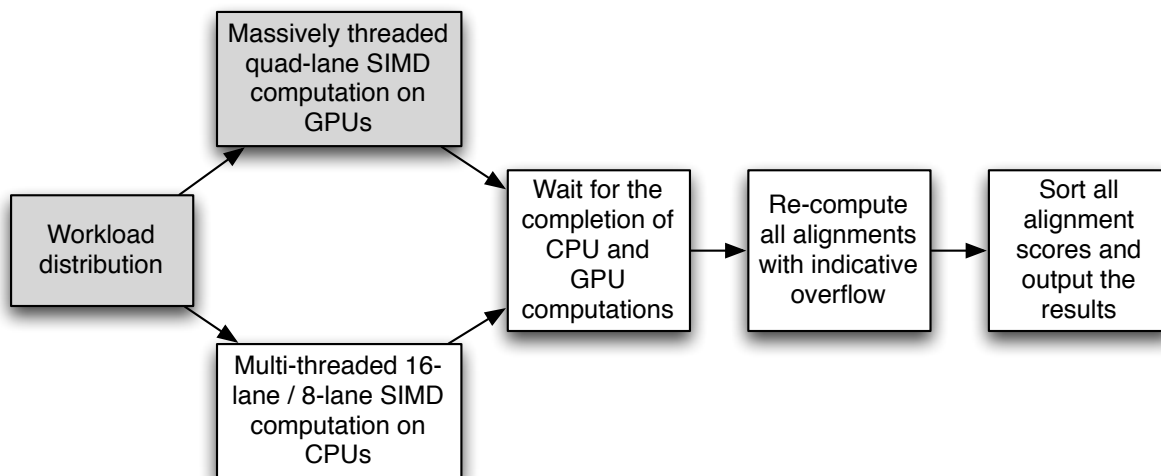 Massively threaded
quad-lane SIMD
computation on
GPUs
Workload
distribution
Multi-threaded 16-
lane / 8-lane SIMD
computation on
CPUs
Wait for the
completion of
CPU and
GPU
computations
Re-compute
all alignments
with indicative
overflow
Sort all
alignment
scores and
output the
results